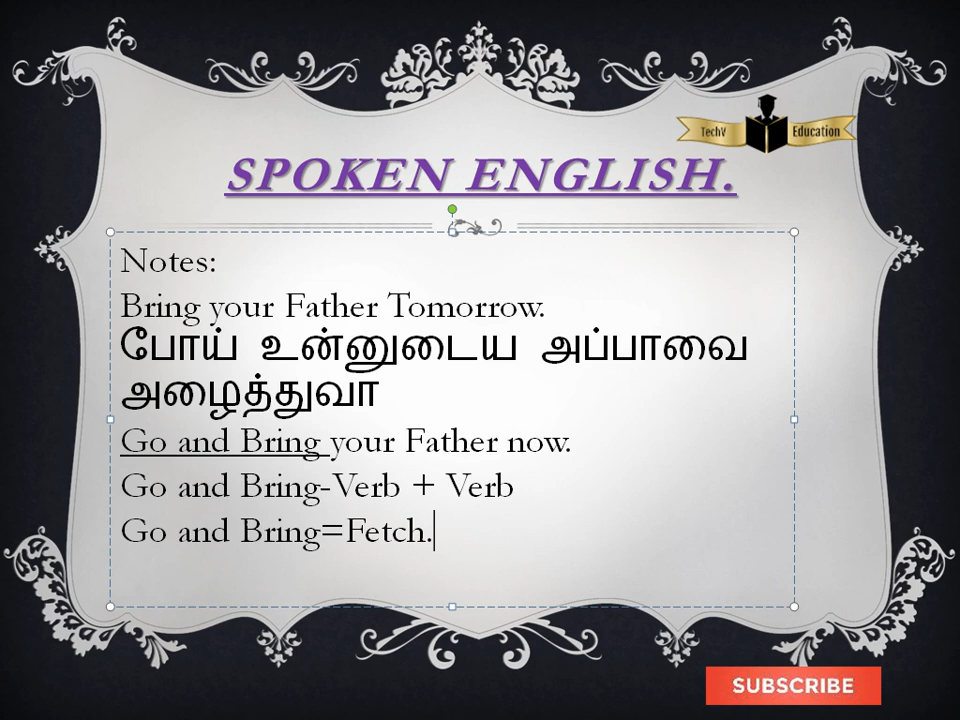 TechV Education
SPOKEN ENGLISH.
Notes:
Bring your Father Tomorrow.
போய் உன்னுடைய அப்பாவை
அழைத்துவா
Go and Bring your Father now.
Go and Bring-Verb + Verb
Go and Bring=Fetch.
SUBSCRIBE